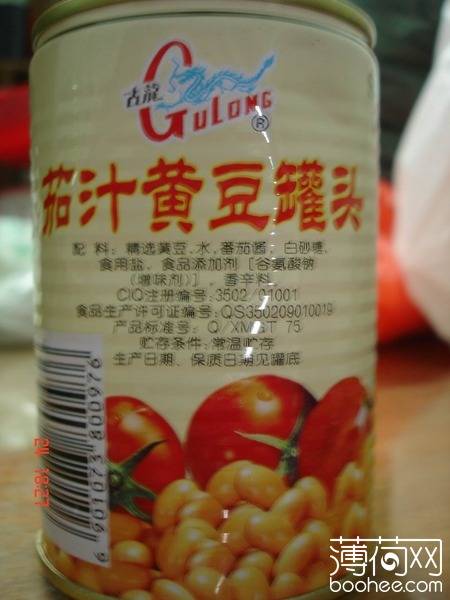 古龍
GULONG
®
茄汁黄豆罐头
配 料: 精选黄豆、水、蕃茄酱、白砂糖、
食用盐、食品添加剂 [谷氨酸钠
(增味剂)]、香辛料
CIQ注册编号: 3502/01001
食品生产许可证编号: QS350209010019
产品标准号: Q/XMGT 75
贮存条件: 常温贮存
生产日期、保质日期见罐底
6 901073 800976
24 18:27
薄荷网
boohee.com